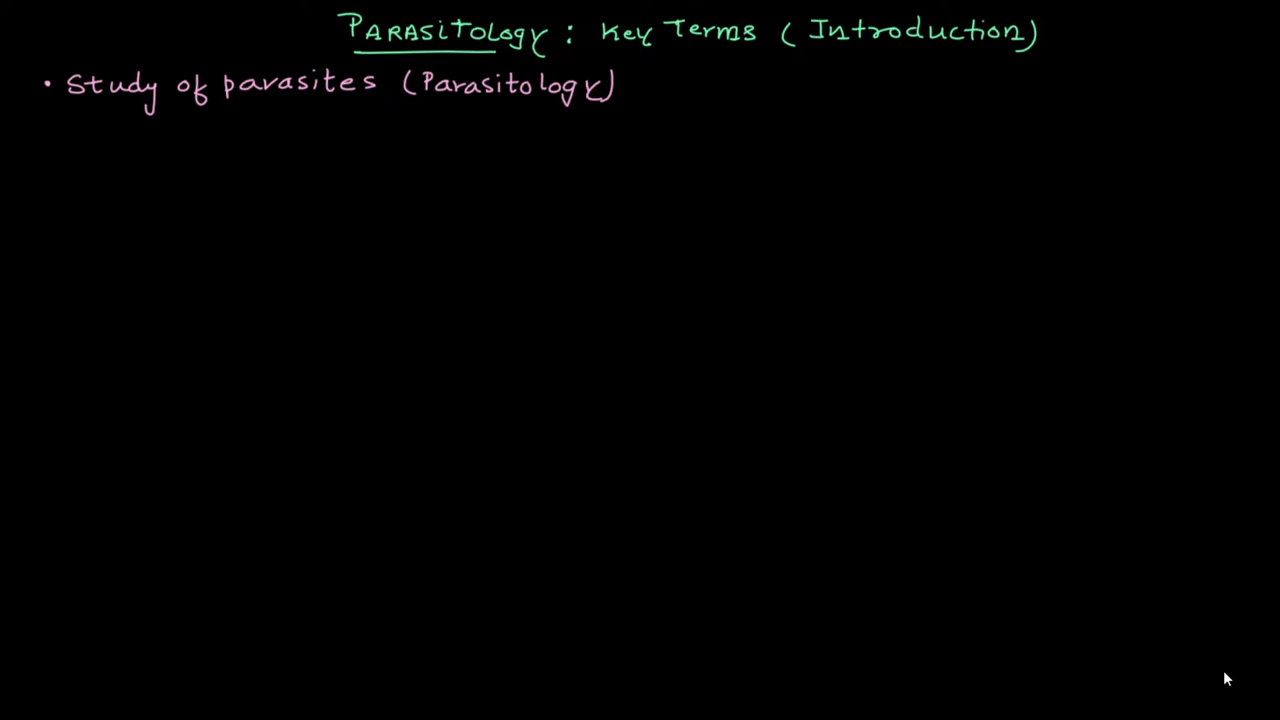 PARASITOLOGY : Key Terms ( Introduction)
• Study of parasites (Parasitology)